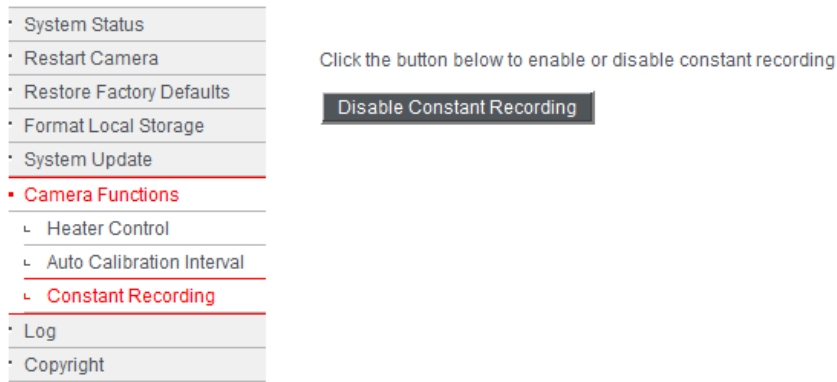 System Status
Restart Camera
Restore Factory Defaults
Format Local Storage
System Update
Camera Functions
Heater Control
Auto Calibration Interval
Constant Recording
Log
Copyright
Click the button below to enable or disable constant recording
Disable Constant Recording